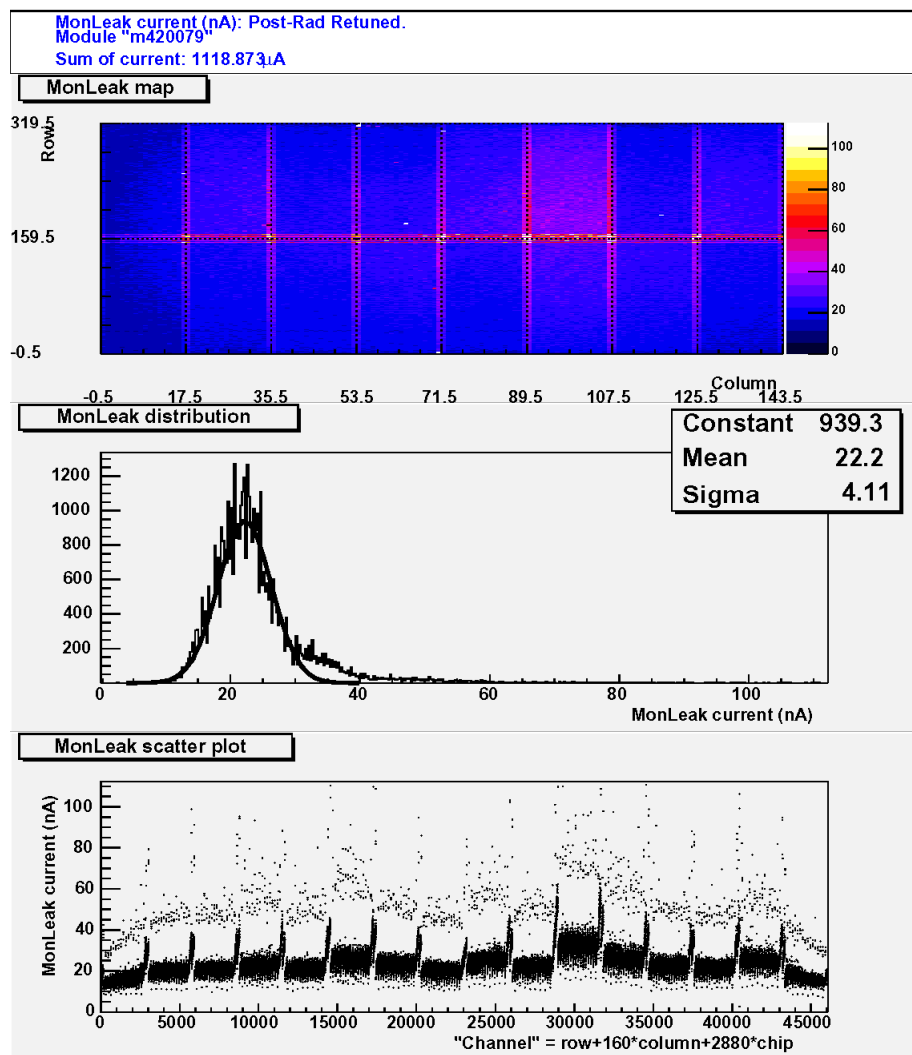 MonLeak current (nA): Post-Rad Retuned.
Module "m420079"
Sum of current: 1118.873μA
MonLeak map
Row
319.5
159.5
-0.5
100
80
60
40
20
0
Column
-0.5 17.5 35.5 53.5 71.5 89.5 107.5 125.5 143.5
MonLeak distribution
Constant 939.3
Mean 22.2
Sigma 4.11
1200
1000
800
600
400
200
0 20 40 60 80 100
MonLeak current (nA)
MonLeak scatter plot
MonLeak current (nA)
100
80
60
40
20
0
0 5000 10000 15000 20000 25000 30000 35000 40000 45000
"Channel" = row+160*column+2880*chip